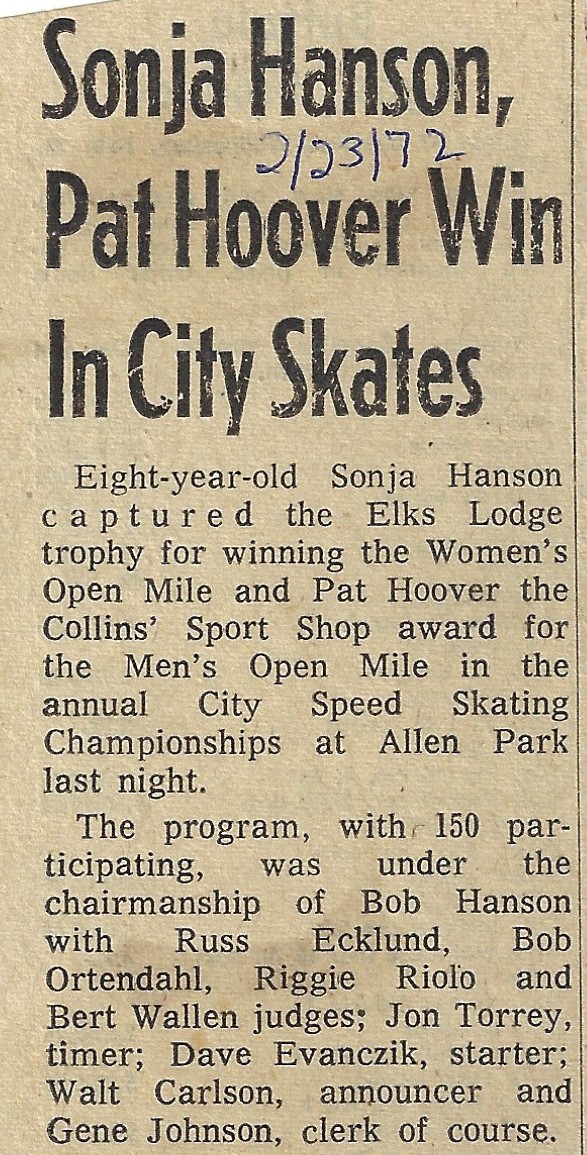 Sonja Hanson,
2/23/72
Pat Hoover Win
In City Skates
Eight-year-old Sonja Hanson
captured the Elks Lodge
trophy for winning the Women's
Open Mile and Pat Hoover the
Collins' Sport Shop award for
the Men's Open Mile in the
annual City Speed Skating
Championships at Allen Park
last night.
The program, with 150 par-
ticipating, was under the
chairmanship of Bob Hanson
with Russ Ecklund, Bob
Ortendahl, Riggie Riolo and
Bert Wallen judges; Jon Torrey,
timer; Dave Evanczik, starter;
Walt Carlson, announcer and
Gene Johnson, clerk of course.